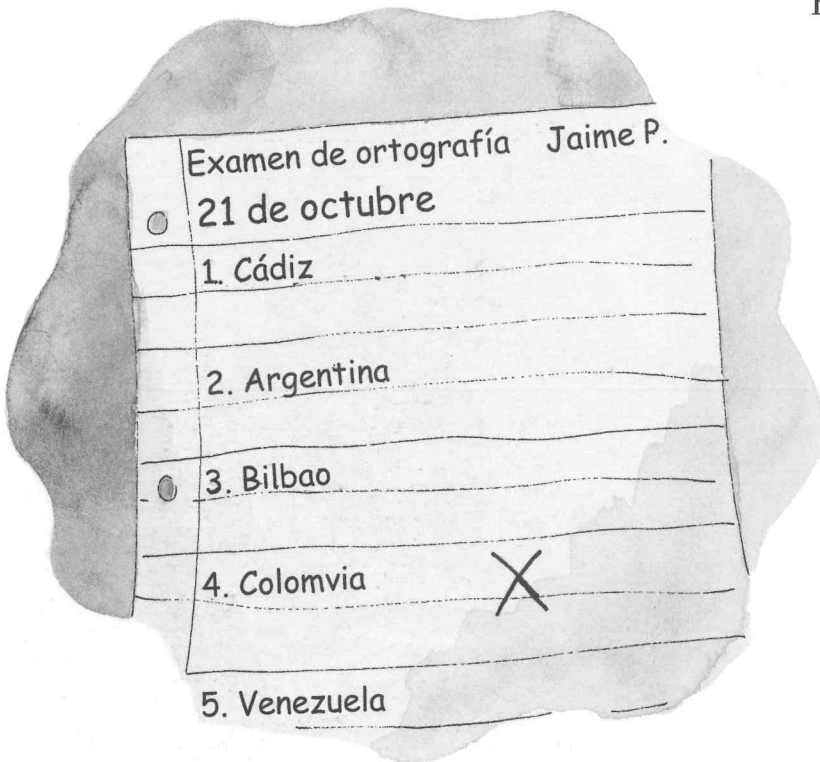 Examen de ortografía Jaime P.
21 de octubre
1. Cádiz
2. Argentina
3. Bilbao
4. Colomvia
5. Venezuela